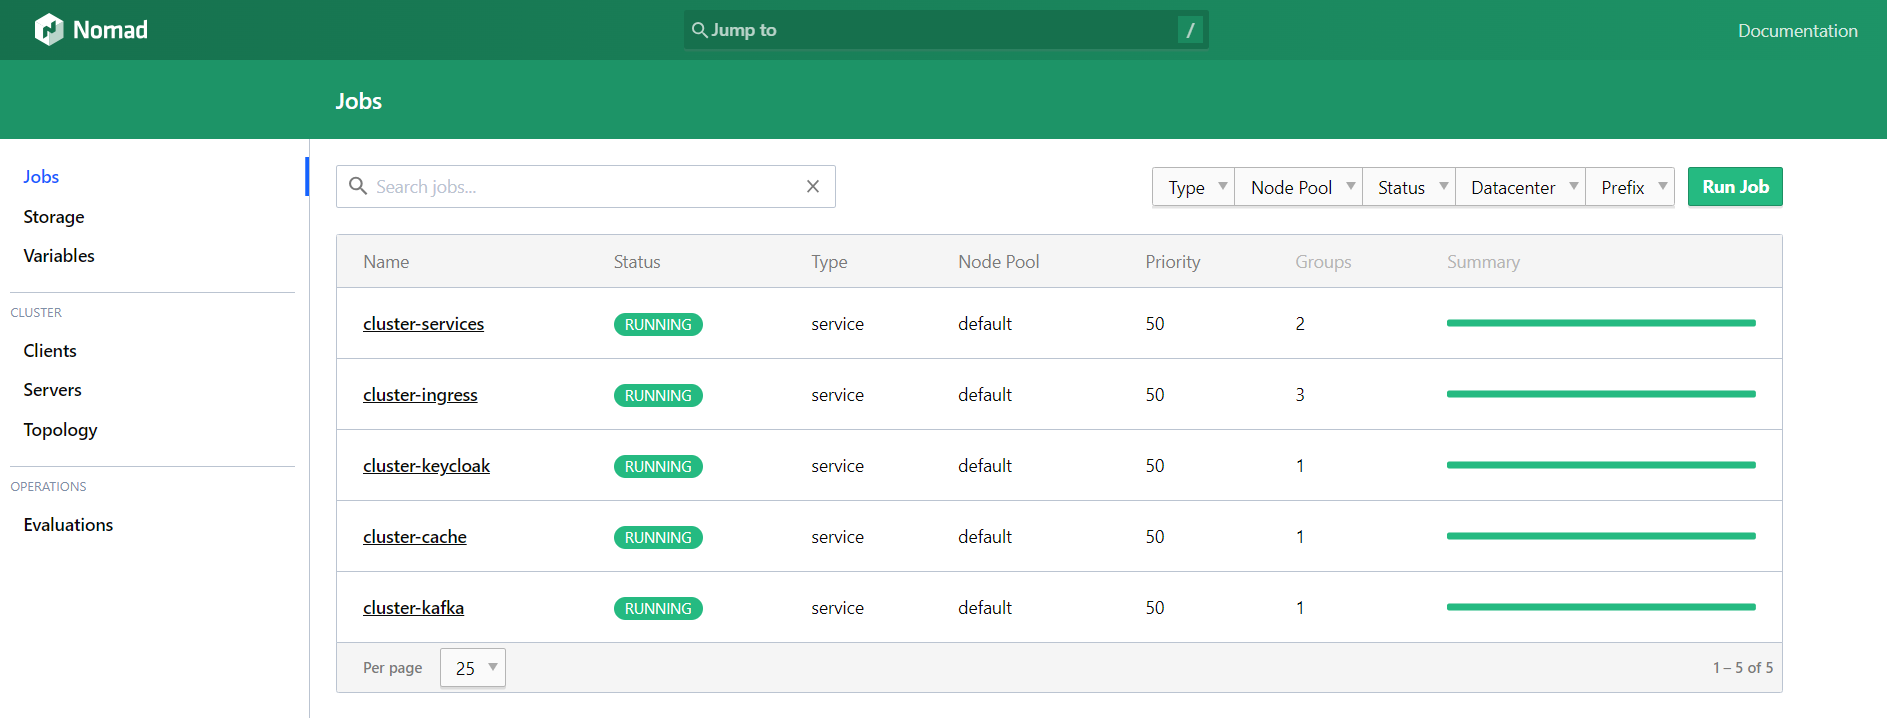 Nomad
Jump to /
Documentation
Jobs
Jobs
Storage
Variables
CLUSTER
Clients
Servers
Topology
OPERATIONS
Evaluations
Search jobs...
Type Node Pool Status Datacenter Prefix Run Job
Name Status Type Node Pool Priority Groups Summary
cluster-services RUNNING service default 50 2
cluster-ingress RUNNING service default 50 3
cluster-keycloak RUNNING service default 50 1
cluster-cache RUNNING service default 50 1
cluster-kafka RUNNING service default 50 1
Per page 25 1 – 5 of 5